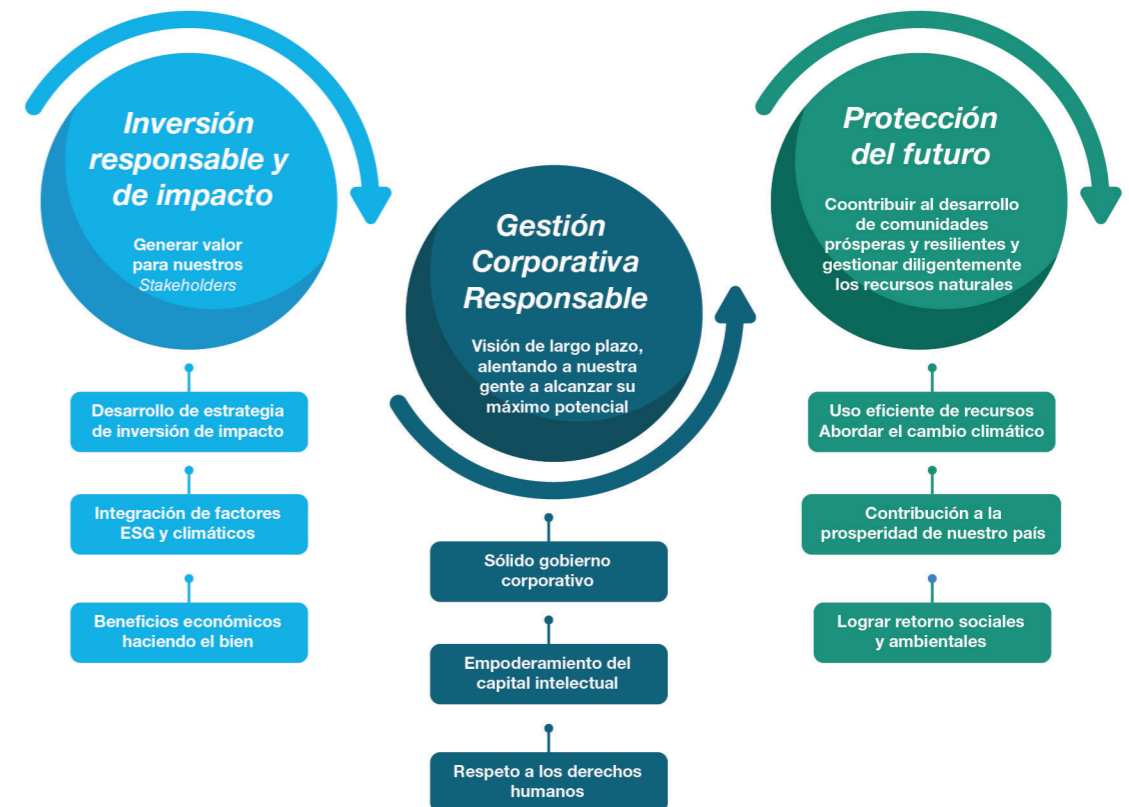 Inversión
responsable y
de impacto
Generar valor
para nuestros
Stakeholders
Desarrollo de estrategia
de inversión de impacto
Integración de factores
ESG y climáticos
Beneficios económicos
haciendo el bien
Gestión
Corporativa
Responsable
Visión de largo plazo,
alentando a nuestra
gente a alcanzar su
máximo potencial
Sólido gobierno
corporativo
Empoderamiento del
capital intelectual
Respeto a los derechos
humanos
Protección
del futuro
Coontribuir al desarrollo
de comunidades
prósperas y resilientes y
gestionar diligentemente
los recursos naturales
Uso eficiente de recursos
Abordar el cambio climático
Contribución a la
prosperidad de nuestro país
Lograr retorno sociales
y ambientales